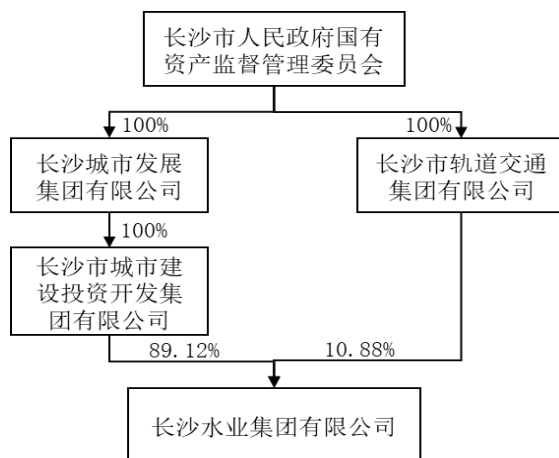 长沙市人民政府国有
资产监督管理委员会
100%
100%
长沙城市发展
集团有限公司
长沙市轨道交通
集团有限公司
100%
长沙市城市建
设投资开发集
团有限公司
89.12%
10.88%
长沙水业集团有限公司